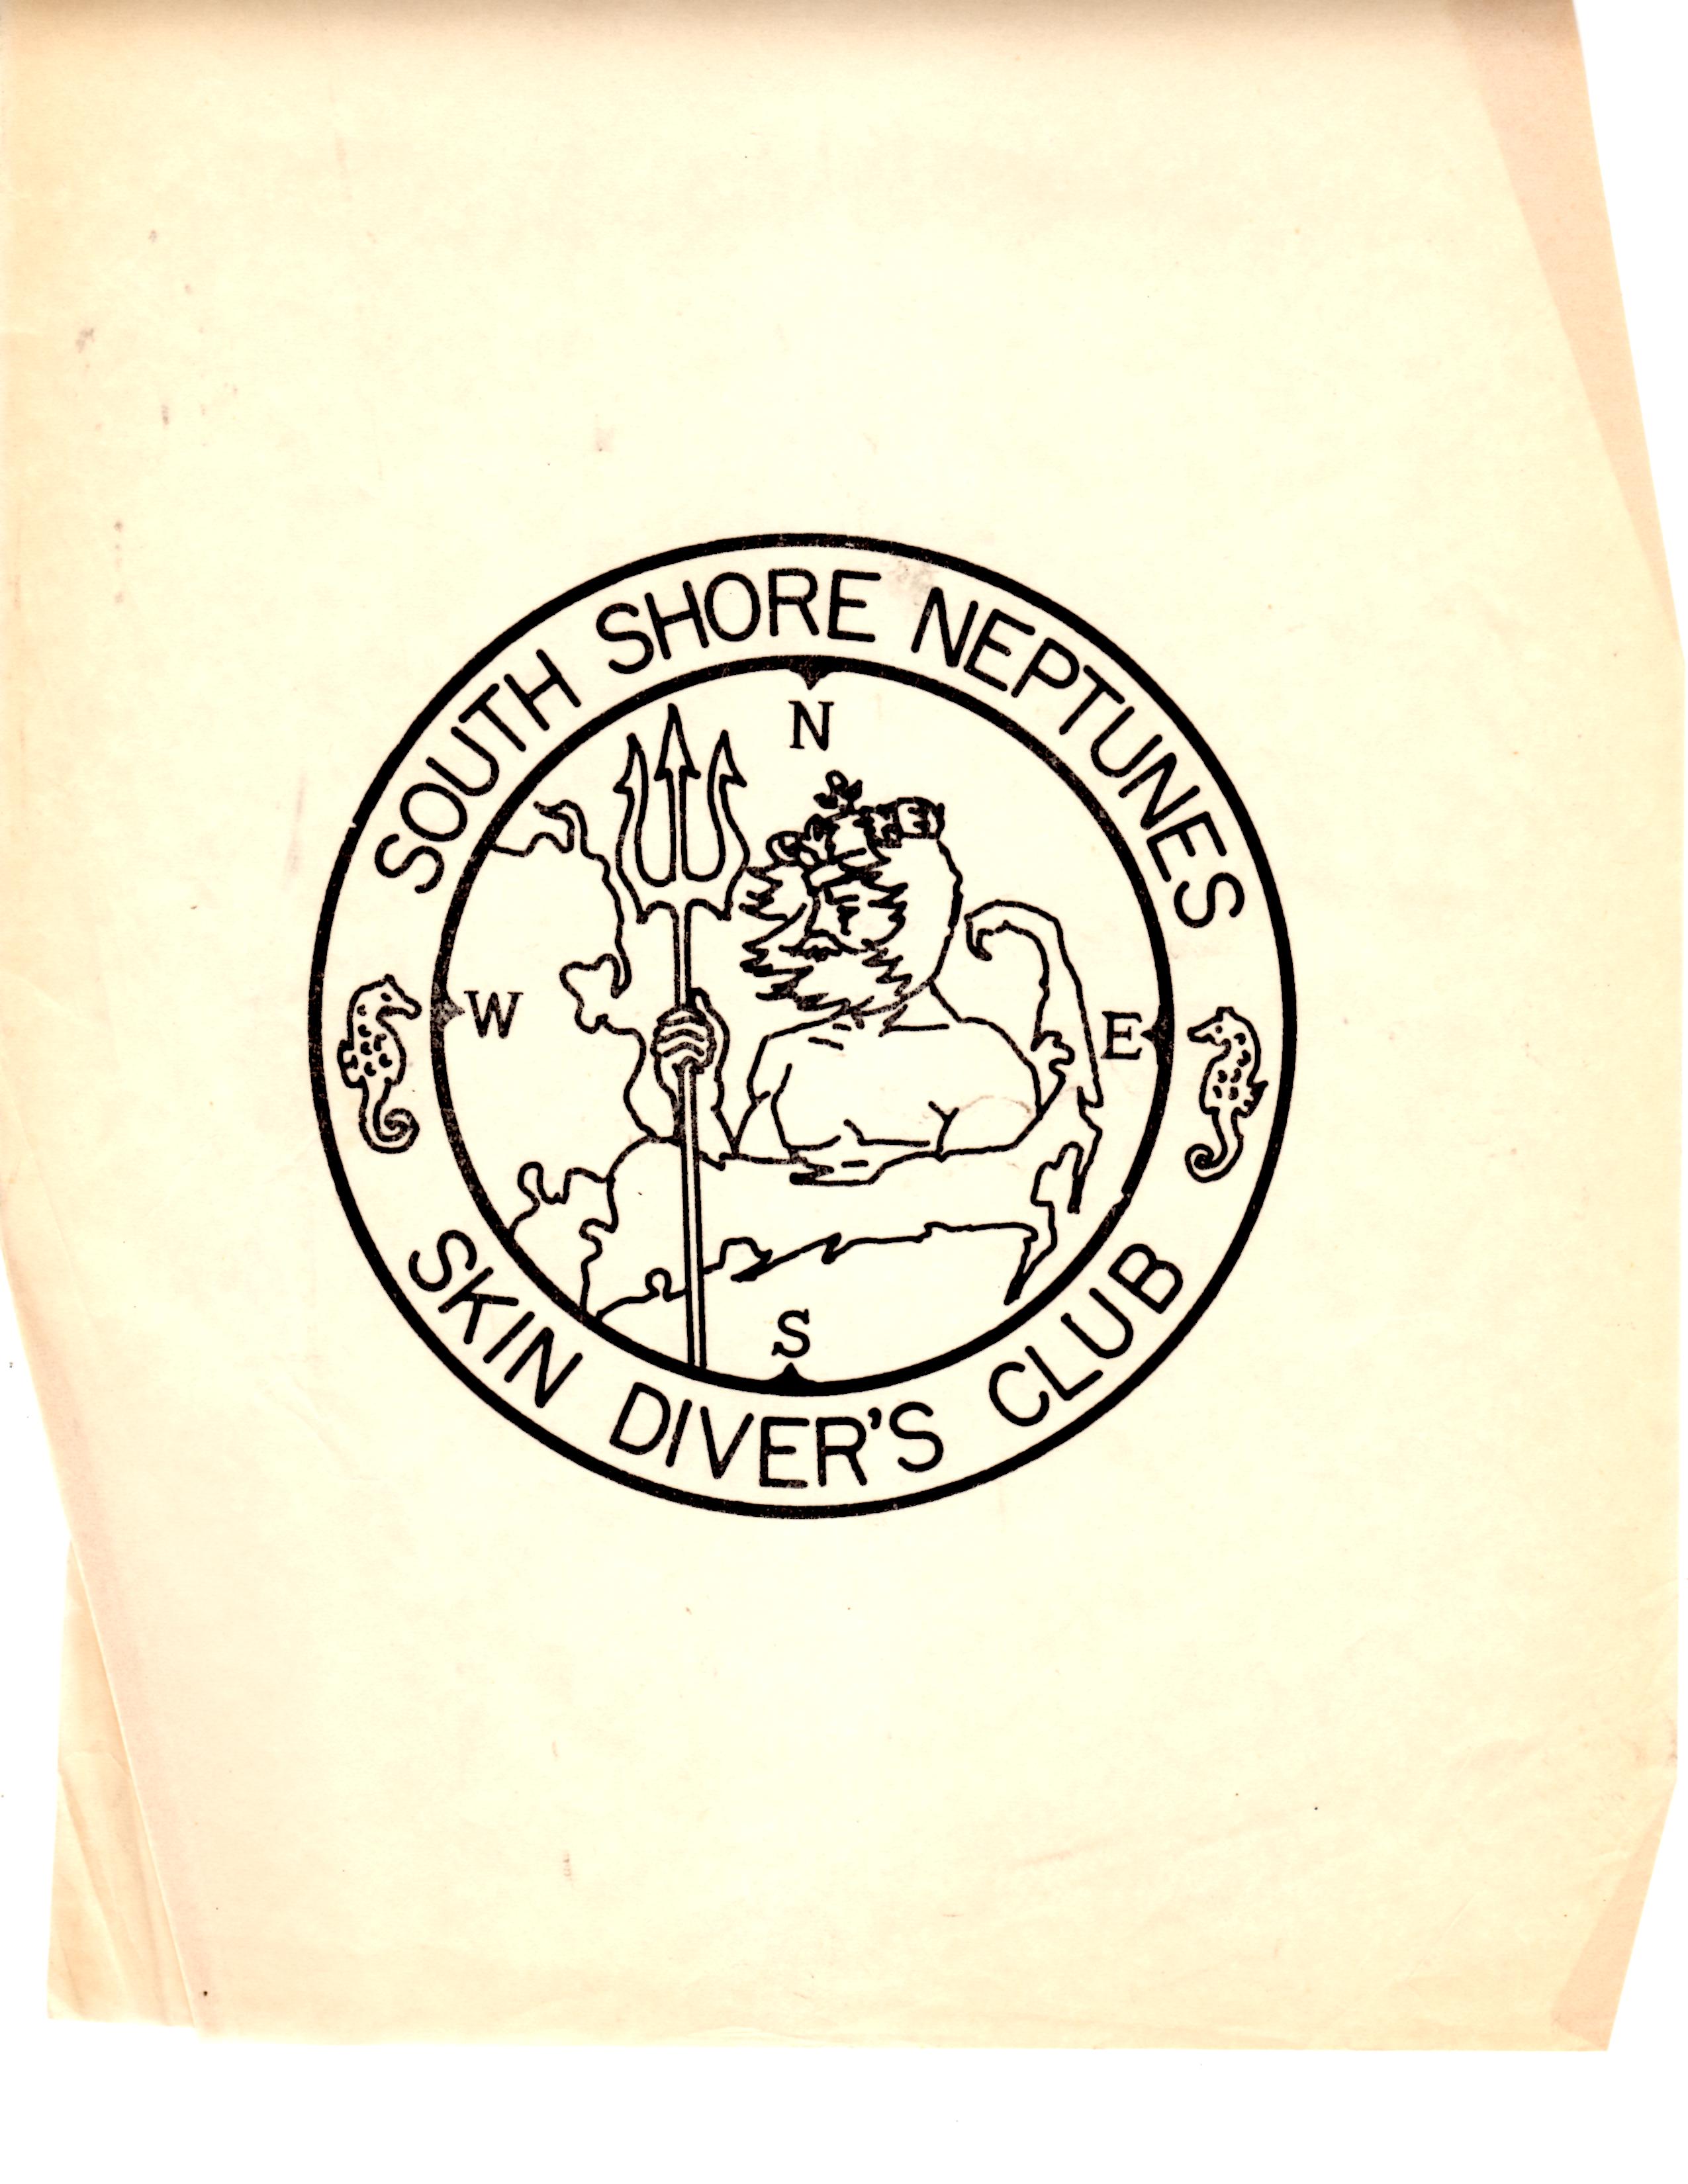 SOUTH SHORE NEPTUNES
N
W
E
S
SKIN DIVER'S CLUB